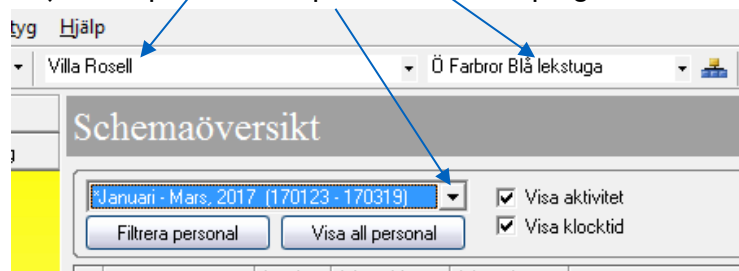 tyg Hjälp
Villa Rosell Ö Farbror Blå lekstuga
Schemaöversikt
*Januari - Mars, 2017 (170123 - 170319) Visa aktivitet
Filtrera personal Visa all personal Visa klocktid